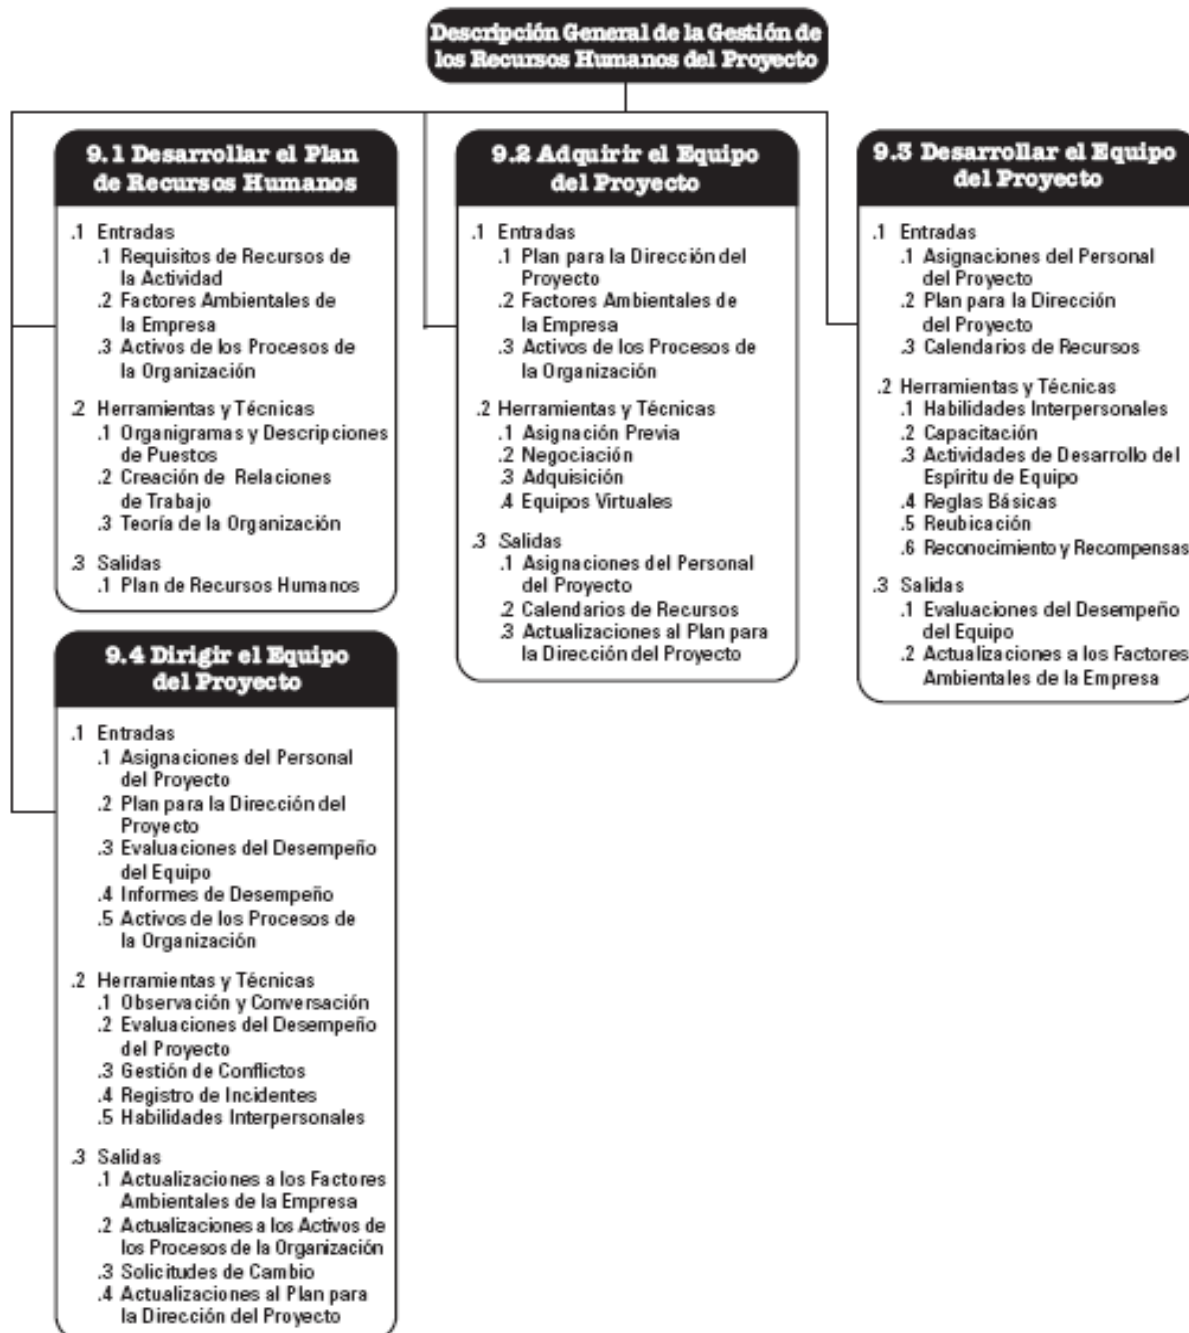 Descripción General de la Gestión de
los Recursos Humanos del Proyecto
9.1 Desarrollar el Plan
de Recursos Humanos
.1 Entradas
.1 Requisitos de Recursos de
la Actividad
.2 Factores Ambientales de
la Empresa
.3 Activos de los Procesos de
la Organización
.2 Herramientas y Técnicas
.1 Organigramas y Descripciones
de Puestos
.2 Creación de Relaciones
de Trabajo
.3 Teoría de la Organización
.3 Salidas
.1 Plan de Recursos Humanos
9.2 Adquirir el Equipo
del Proyecto
.1 Entradas
.1 Plan para la Dirección del
Proyecto
.2 Factores Ambientales de
la Empresa
.3 Activos de los Procesos de
la Organización
.2 Herramientas y Técnicas
.1 Asignación Previa
.2 Negociación
.3 Adquisición
.4 Equipos Virtuales
.3 Salidas
.1 Asignaciones del Personal
del Proyecto
.2 Calendarios de Recursos
.3 Actualizaciones al Plan para
la Dirección del Proyecto
9.3 Desarrollar el Equipo
del Proyecto
.1 Entradas
.1 Asignaciones del Personal
del Proyecto
.2 Plan para la Dirección
del Proyecto
.3 Calendarios de Recursos
.2 Herramientas y Técnicas
.1 Habilidades Interpersonales
.2 Capacitación
.3 Actividades de Desarrollo del
Espíritu de Equipo
.4 Reglas Básicas
.5 Reubicación
.6 Reconocimiento y Recompensas
.3 Salidas
.1 Evaluaciones del Desempeño
del Equipo
.2 Actualizaciones a los Factores
Ambientales de la Empresa
9.4 Dirigir el Equipo
del Proyecto
.1 Entradas
.1 Asignaciones del Personal
del Proyecto
.2 Plan para la Dirección del
Proyecto
.3 Evaluaciones del Desempeño
del Equipo
.4 Informes de Desempeño
.5 Activos de los Procesos de
la Organización
.2 Herramientas y Técnicas
.1 Observación y Conversación
.2 Evaluaciones del Desempeño
del Proyecto
.3 Gestión de Conflictos
.4 Registro de Incidentes
.5 Habilidades Interpersonales
.3 Salidas
.1 Actualizaciones a los Factores
Ambientales de la Empresa
.2 Actualizaciones a los Activos de
los Procesos de la Organización
.3 Solicitudes de Cambio
.4 Actualizaciones al Plan para
la Dirección del Proyecto